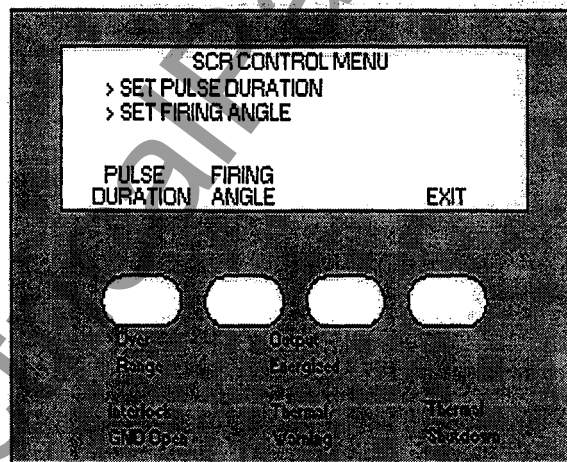 SCR CONTROL MENU
> SET PULSE DURATION
> SET FIRING ANGLE
PULSE DURATION
FIRING ANGLE
EXIT
Over Range
Output Energised
Interlock GND Open
Thermal Warning
Thermal Shutdown